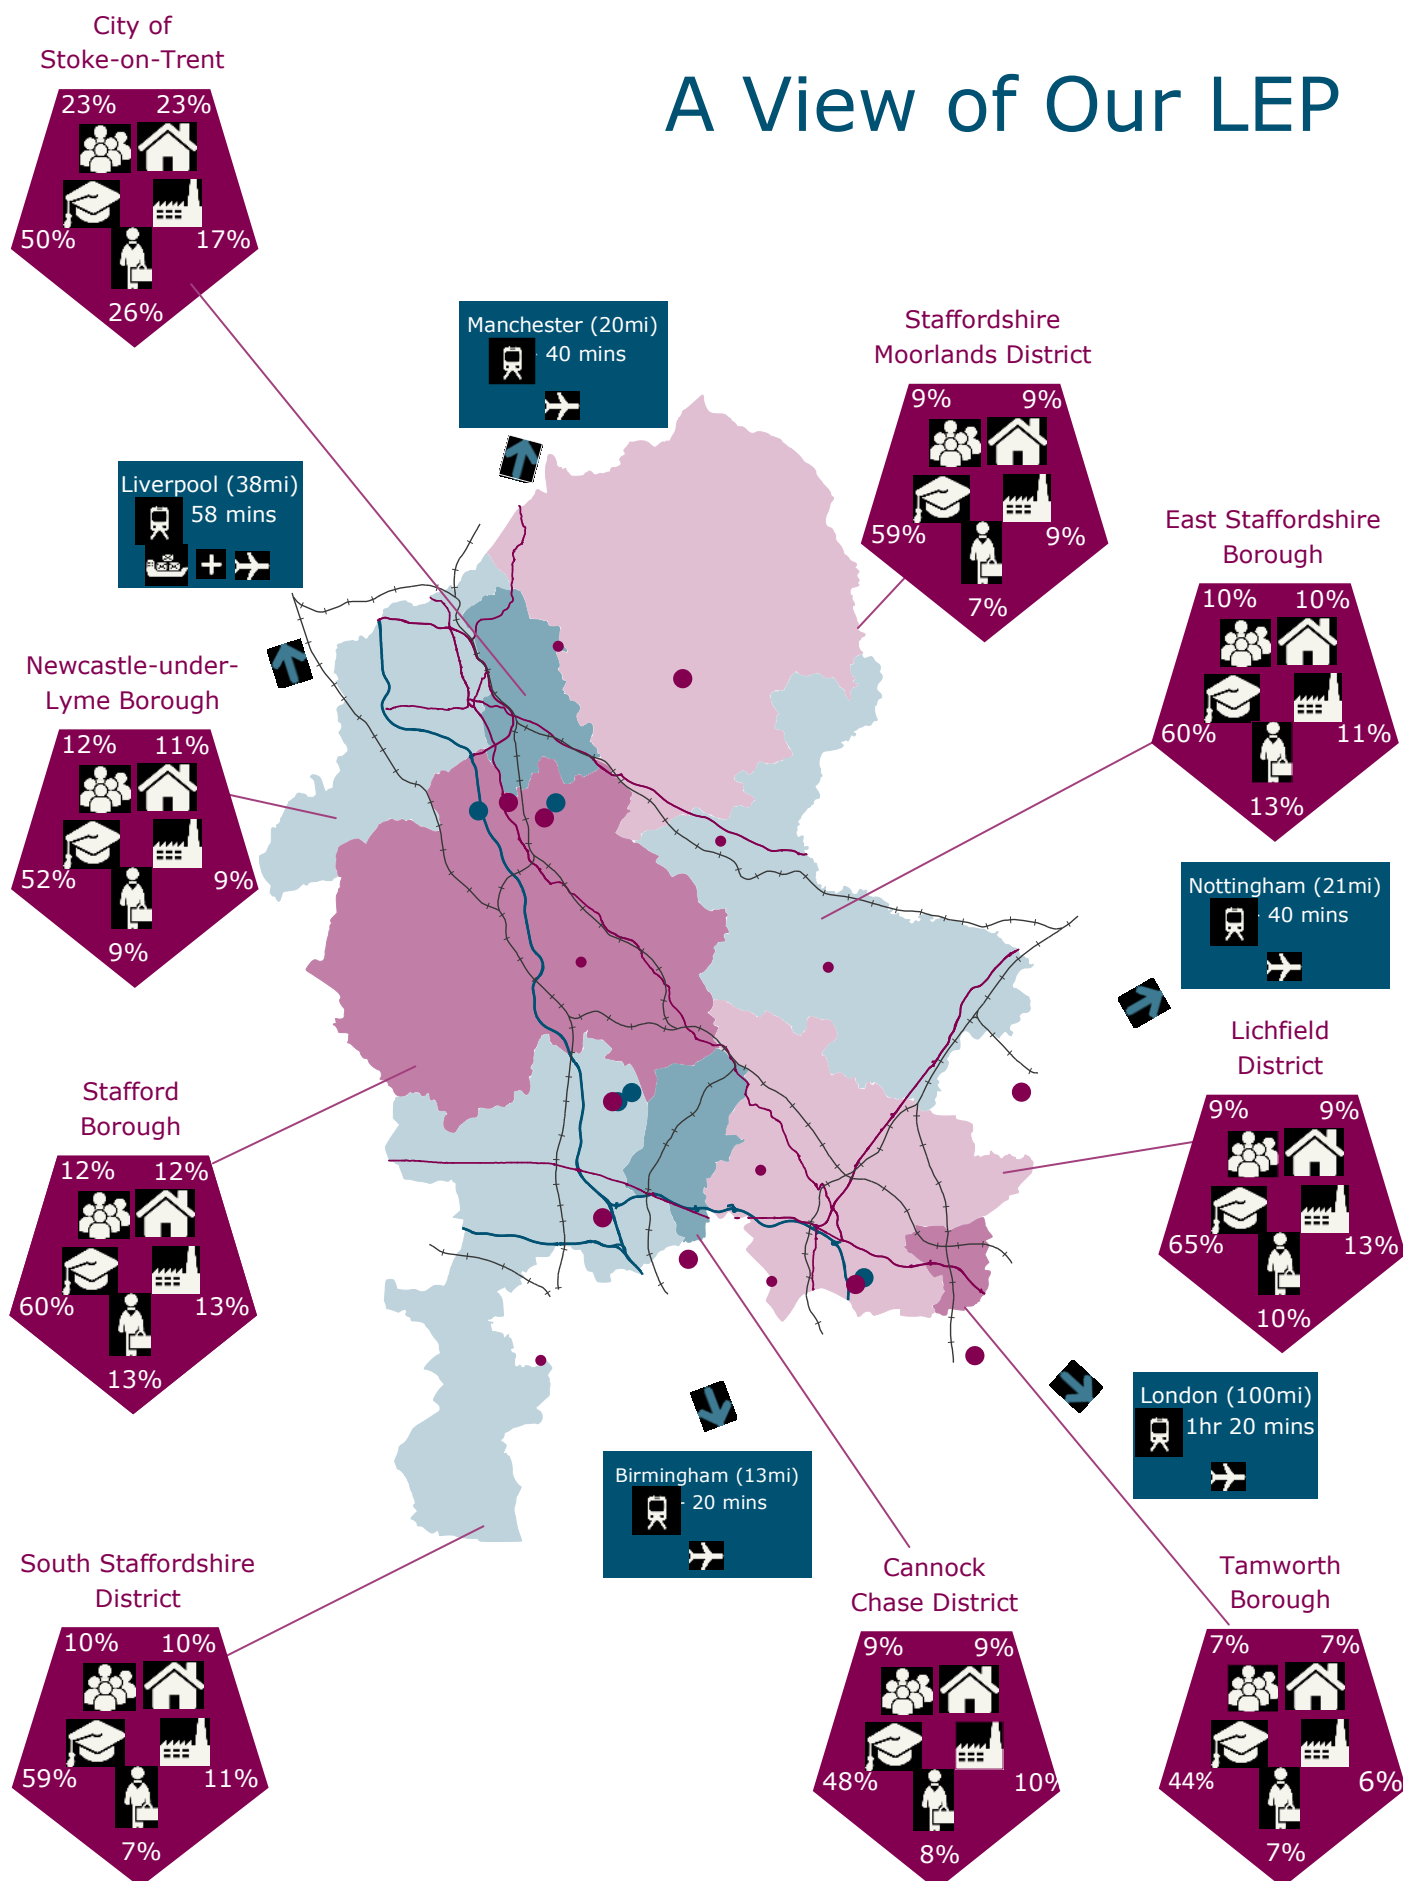 A View of Our LEP
City of
Stoke-on-Trent
23% 23%
50% 17%
26%
Manchester (20mi)
- 40 mins
Staffordshire
Moorlands District
9% 9%
59% 9%
7%
Liverpool (38mi)
58 mins
East Staffordshire
Borough
10% 10%
60% 11%
13%
Newcastle-under-
Lyme Borough
12% 11%
52% 9%
9%
Nottingham (21mi)
- 40 mins
Lichfield
District
9% 9%
65% 13%
10%
Stafford
Borough
12% 12%
60% 13%
13%
London (100mi)
1hr 20 mins
Birmingham (13mi)
- 20 mins
South Staffordshire
District
10% 10%
59% 11%
7%
Cannock
Chase District
9% 9%
48% 10%
8%
Tamworth
Borough
7% 7%
44% 6%
7%